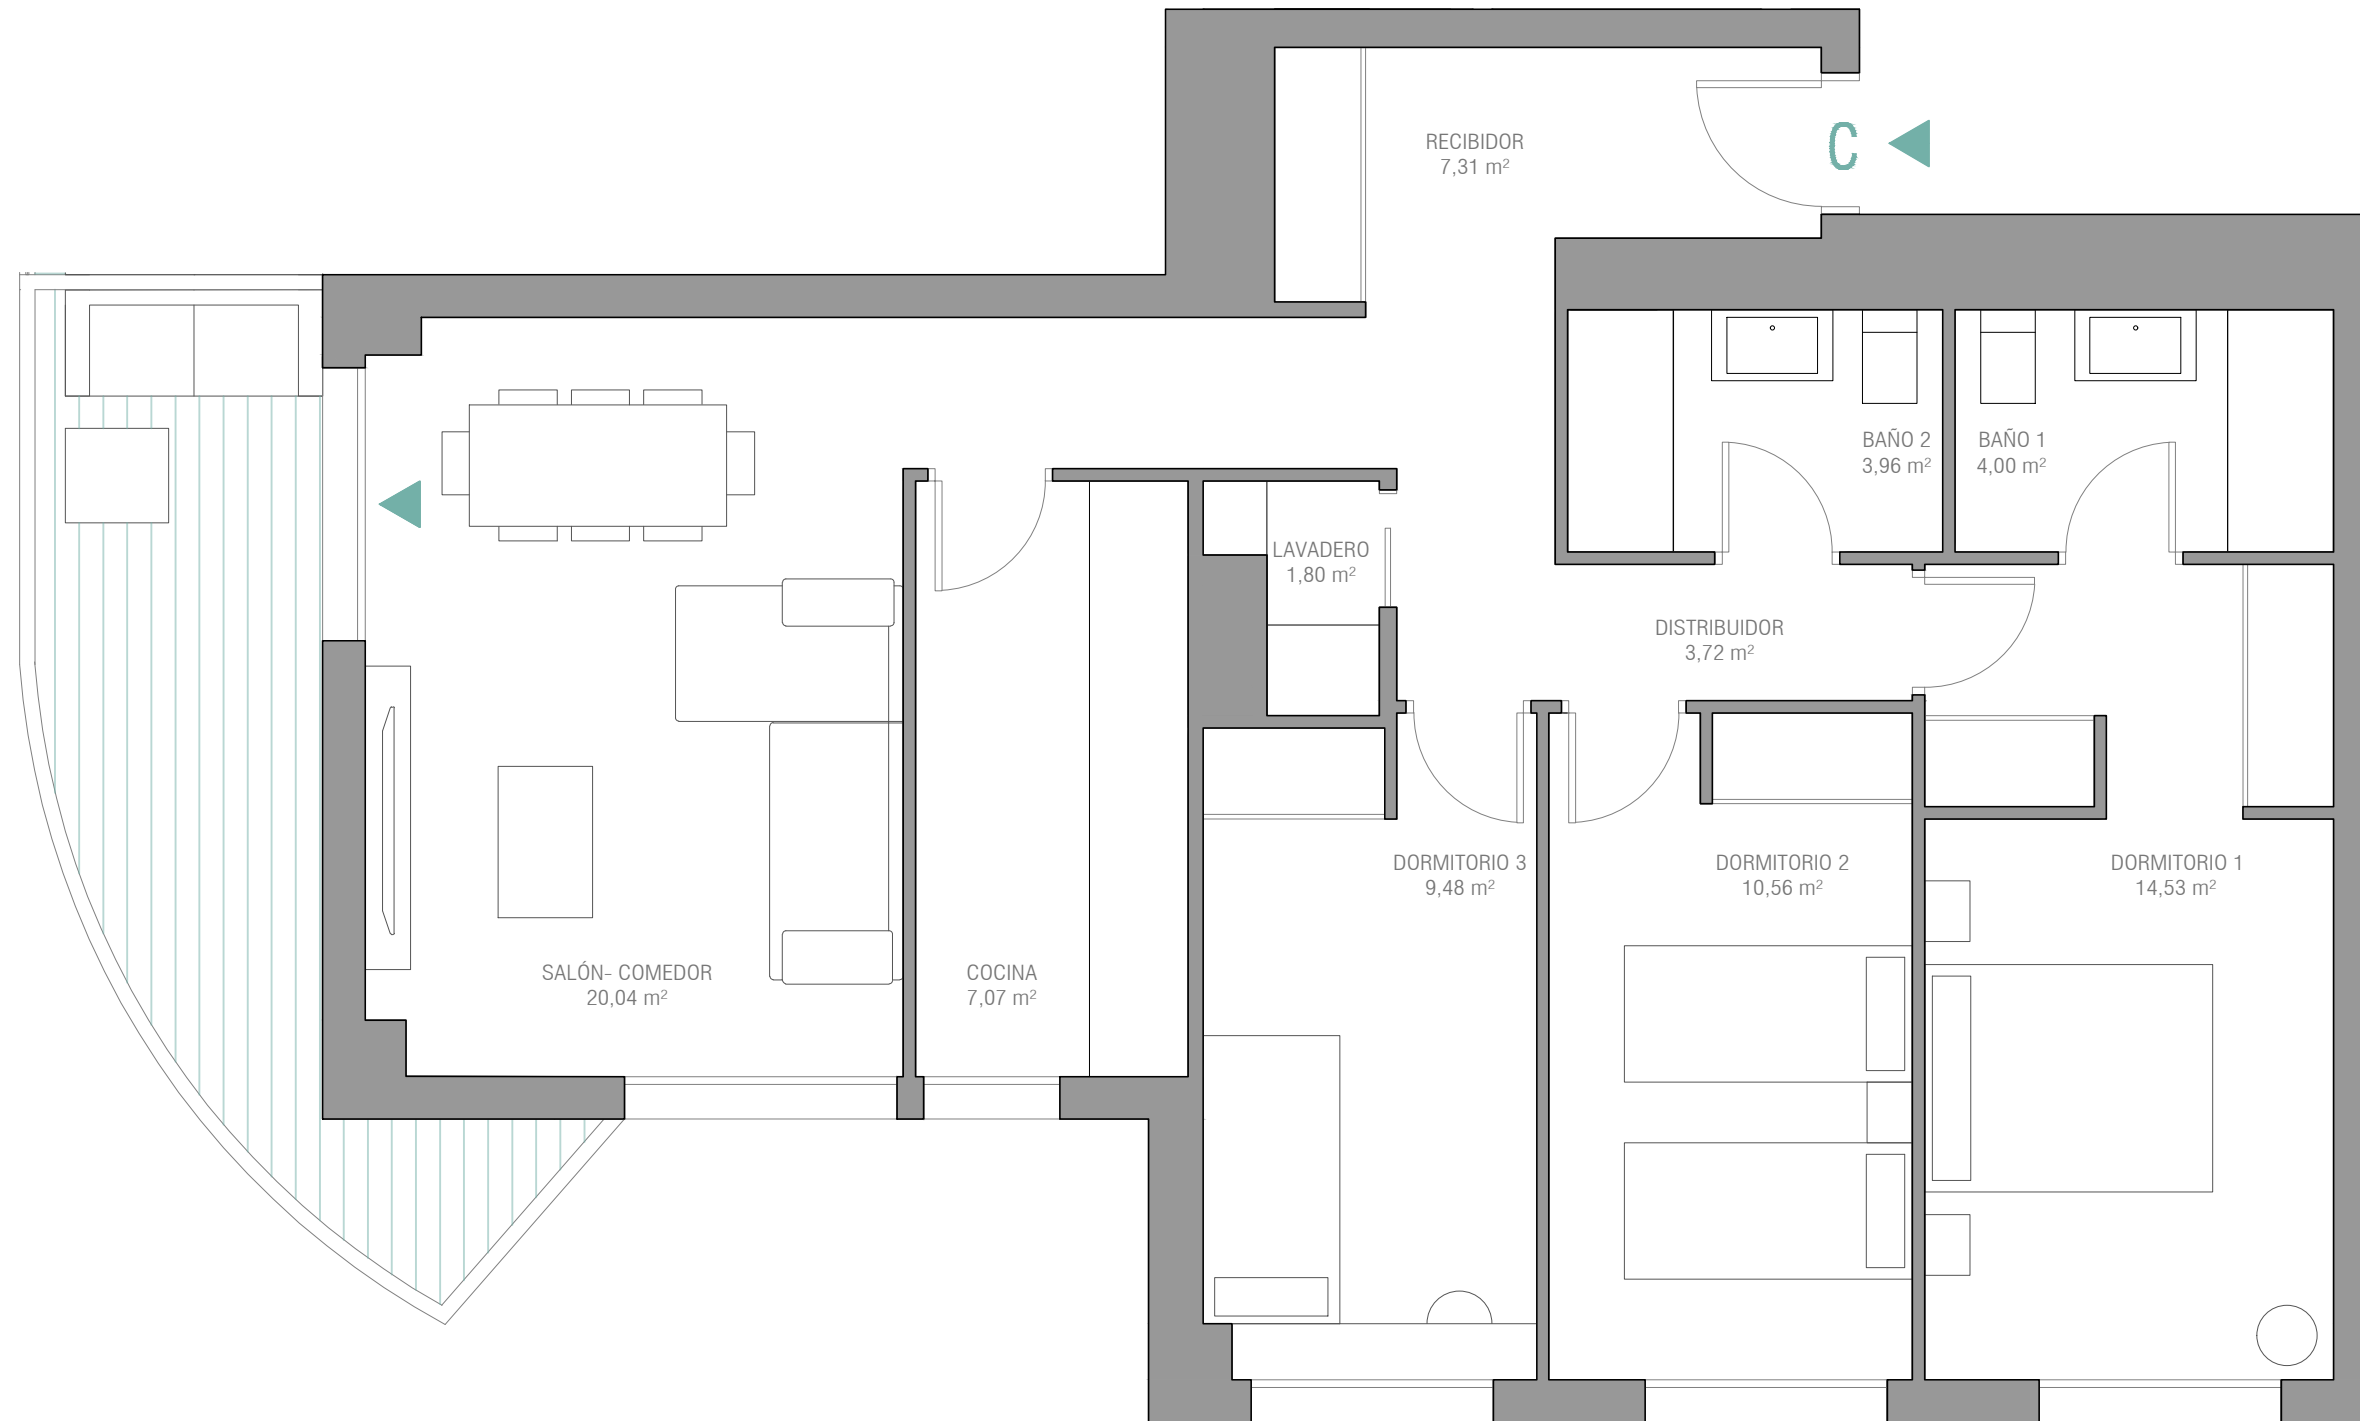 RECIBIDOR
7,31 m²
C
BAÑO 2
3,96 m²
BAÑO 1
4,00 m²
LAVADERO
1,80 m²
DISTRIBUIDOR
3,72 m²
DORMITORIO 3
9,48 m²
DORMITORIO 2
10,56 m²
DORMITORIO 1
14,53 m²
SALÓN- COMEDOR
20,04 m²
COCINA
7,07 m²